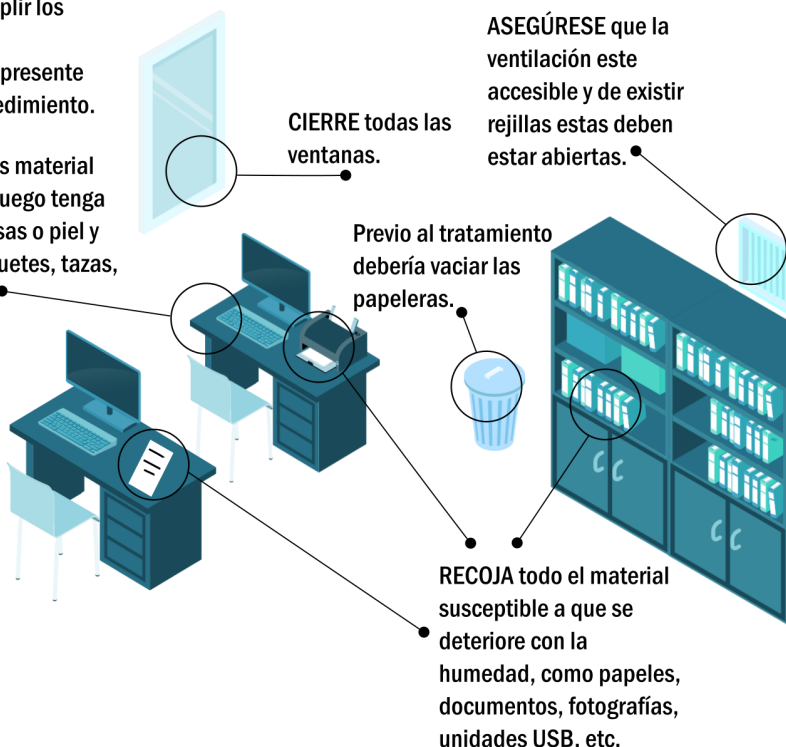 plir los
presente
edimiento.
s material
uego tenga
sas o piel y
uetes, tazas,
CIERRE todas las
ventanas.
ASEGÚRESE que la
ventilación este
accesible y de existir
rejillas estas deben
estar abiertas.
Previo al tratamiento
debería vaciar las
papeleras.
RECOJA todo el material
susceptible a que se
deteriore con la
humedad, como papeles,
documentos, fotografías,
unidades USB, etc.